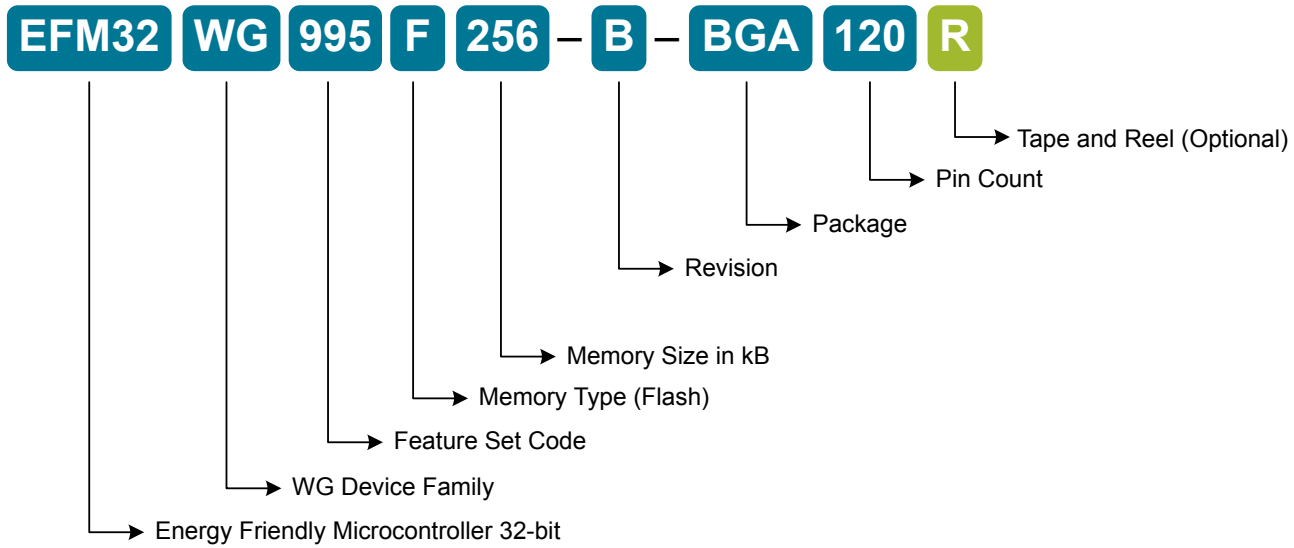 EFM32 WG 995 F 256 – B – BGA 120 R
Tape and Reel (Optional)
Pin Count
Package
Revision
Memory Size in kB
Memory Type (Flash)
Feature Set Code
WG Device Family
Energy Friendly Microcontroller 32-bit